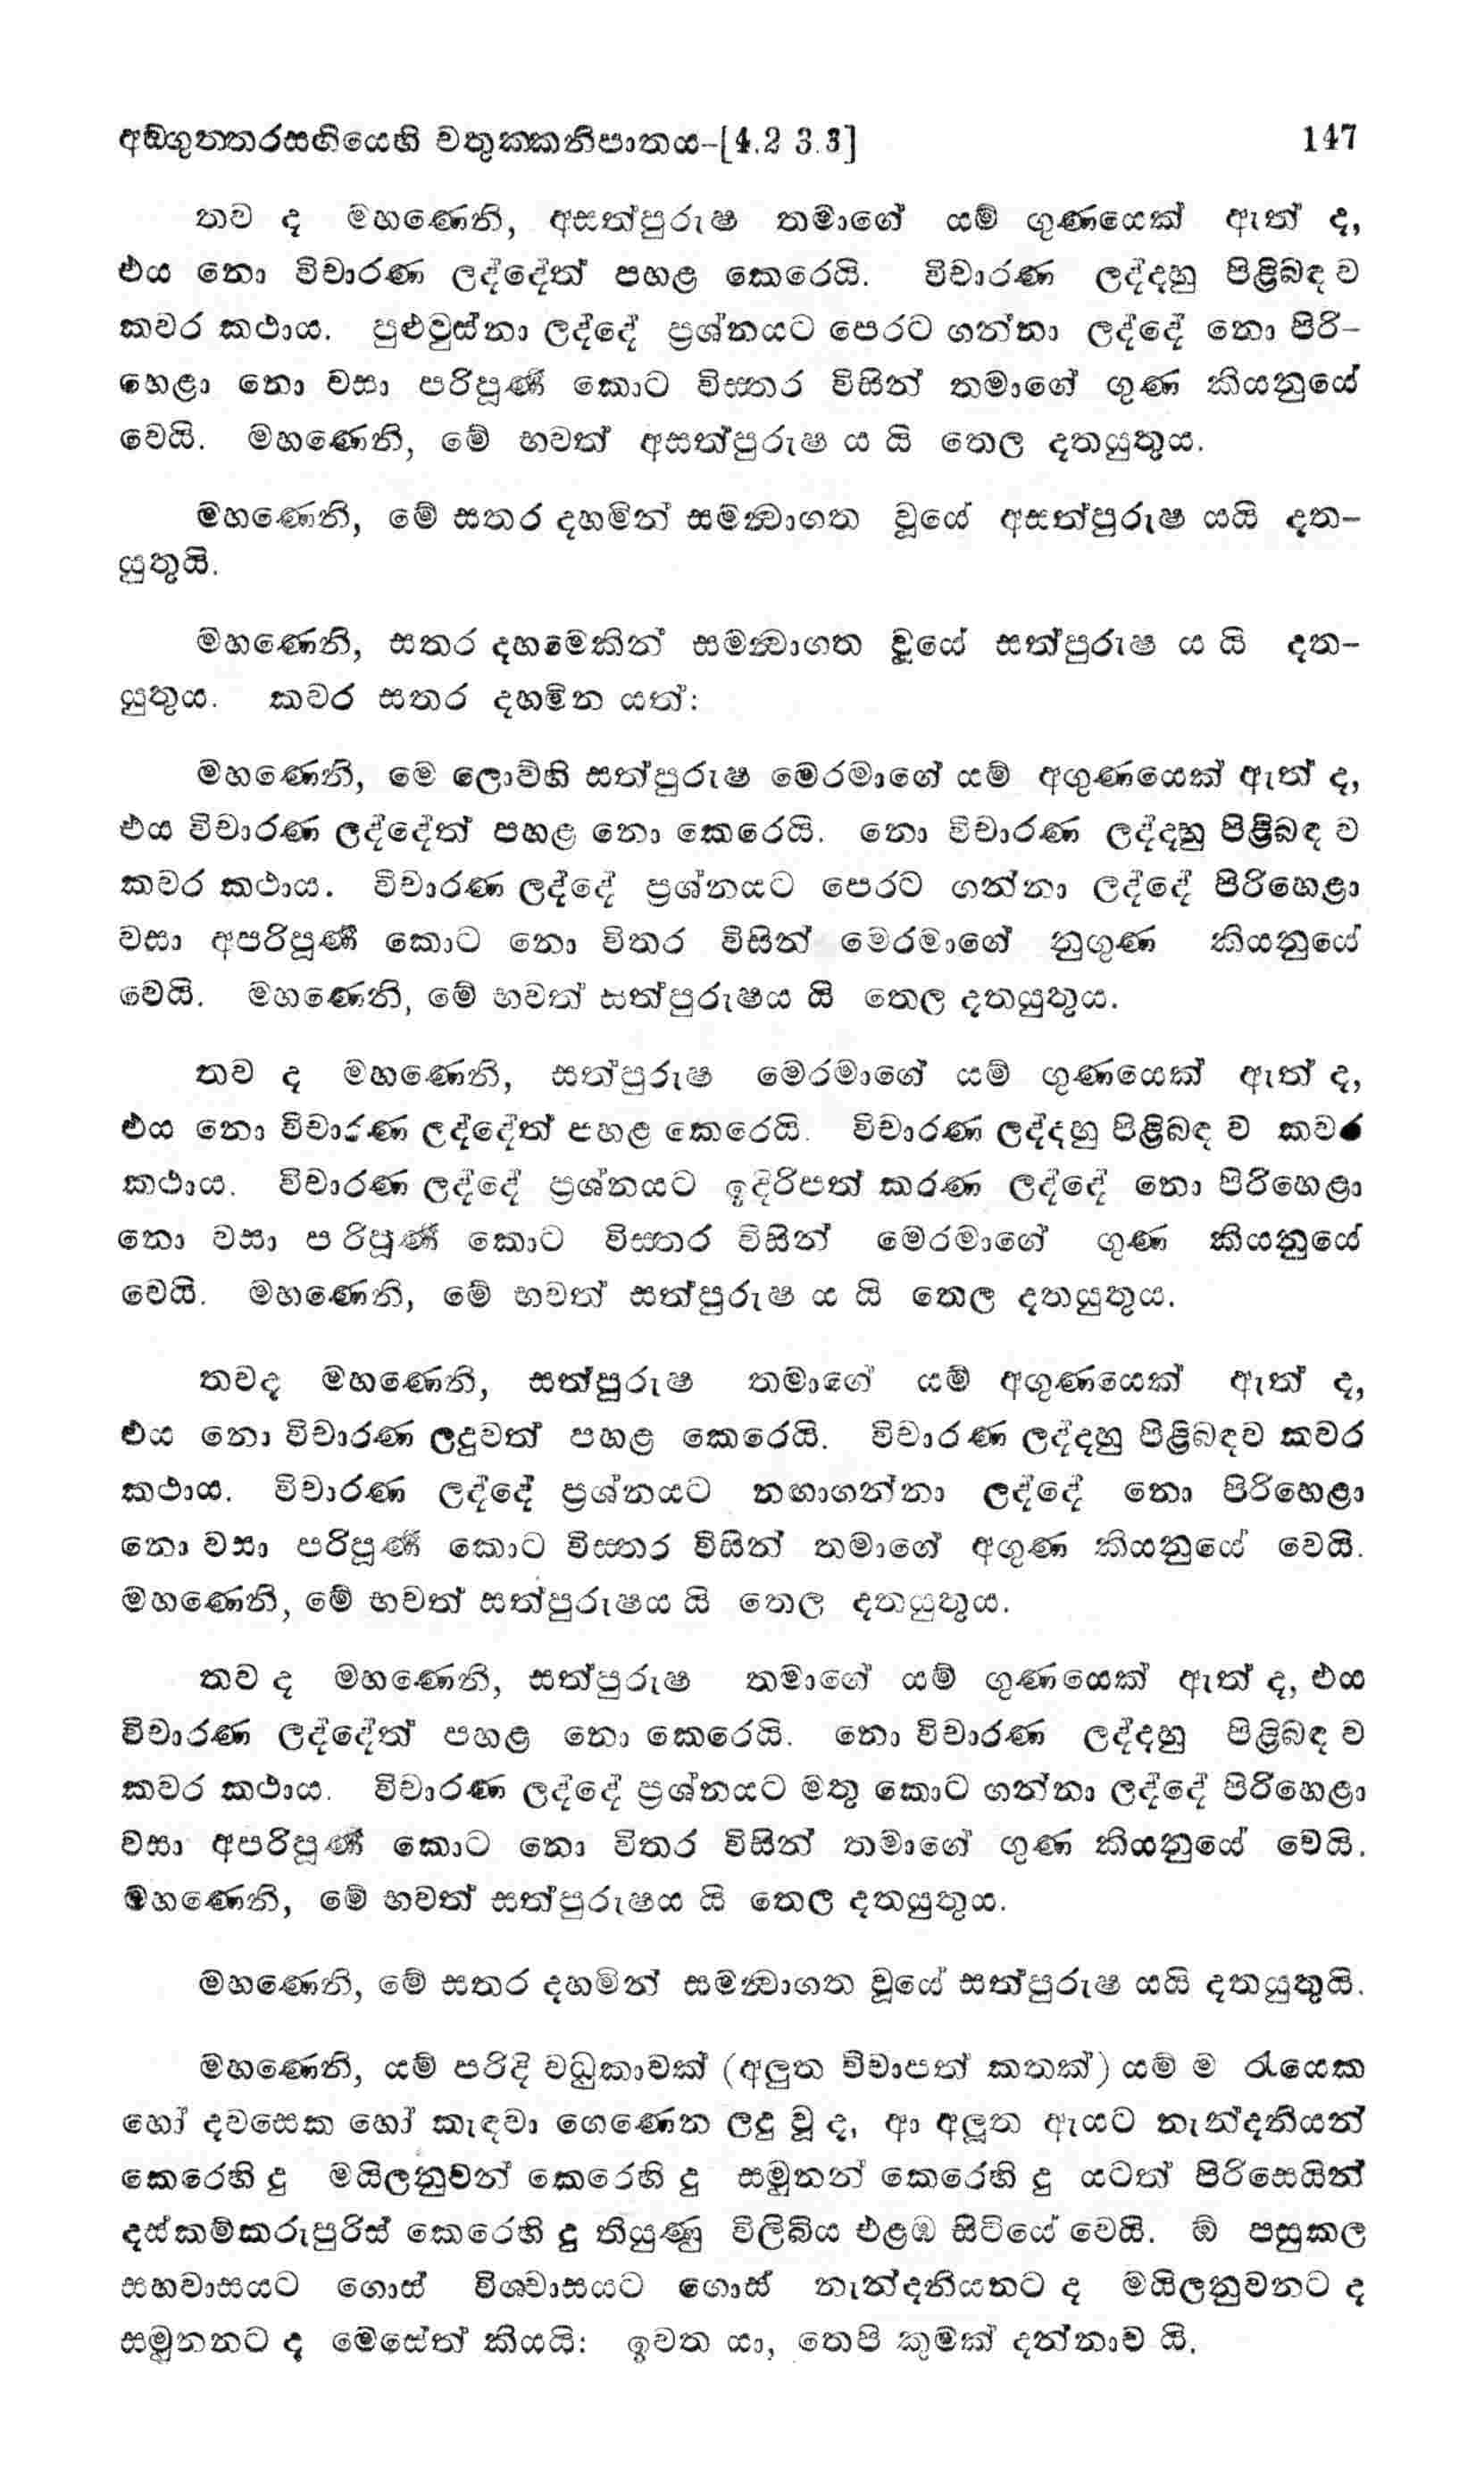 අඞ්ගුත්තරසඟියෙහි චතුක්කනිපාතය-[4.2 3.3] 147
තව ද මහණෙනි, අසත්පුරුෂ තමාගේ යම් ගුණයෙක් ඇත් ද,
එය නො විචාරණ ලද්දේත් පහළ කෙරෙයි. විචාරණ ලද්දහු පිළිබඳ ව
කවර කථාය. පුළුවුස්නා ලද්දේ ප්‍රශ්නයට පෙරට ගන්නා ලද්දේ නො පිරි-
හෙළා නො වසා පරිපූර්ණ කොට විස්තර විසින් තමාගේ ගුණ කියනුයේ
වෙයි. මහණෙනි, මේ භවත් අසත්පුරුෂ ය යි තෙල දතයුතුය.
මහණෙනි, මේ සතර දහමින් සමන්වාගත වූයේ අසත්පුරුෂ යයි දත-
යුතුයි.
මහණෙනි, සතර දහමෙකින් සමන්වාගත වූයේ සත්පුරුෂ ය යි දත-
යුතුය. කවර සතර දහමින යත්:
මහණෙනි, මෙ ලොව්හි සත්පුරුෂ මෙරමාගේ යම් අගුණයෙක් ඇත් ද,
එය විචාරණ ලද්දේත් පහළ නො කෙරෙයි. නො විචාරණ ලද්දහු පිළිබඳ ව
කවර කථාය. විචාරණ ලද්දේ ප්‍රශ්නයට පෙරට ගන්නා ලද්දේ පිරිහෙළා
වසා අපරිපූර්ණ කොට නො විතර විසින් මෙරමාගේ නුගුණ කියනුයේ
වෙයි. මහණෙනි, මේ භවත් සත්පුරුෂය යි තෙල දතයුතුය.
තව ද මහණෙනි, සත්පුරුෂ මෙරමාගේ යම් ගුණයෙක් ඇත් ද,
එය නො විචාරණ ලද්දේත් පහළ කෙරෙයි. විචාරණ ලද්දහු පිළිබඳ ව කවර
කථාය. විචාරණ ලද්දේ ප්‍රශ්නයට ඉදිරිපත් කරණ ලද්දේ නො පිරිහෙළා
නො වසා පරිපූර්ණ කොට විස්තර විසින් මෙරමාගේ ගුණ කියනුයේ
වෙයි. මහණෙනි, මේ භවත් සත්පුරුෂ ය යි තෙල දතයුතුය.
තවද මහණෙනි, සත්පුරුෂ තමාගේ යම් අගුණයෙක් ඇත් ද,
එය නො විචාරණ ලදුවත් පහළ කෙරෙයි. විචාරණ ලද්දහු පිළිබඳව කවර
කථාය. විචාරණ ලද්දේ ප්‍රශ්නයට නඟාගන්නා ලද්දේ නො පිරිහෙළා
නො වසා පරිපූර්ණ කොට විස්තර විසින් තමාගේ අගුණ කියනුයේ වෙයි.
මහණෙනි, මේ භවත් සත්පුරුෂය යි තෙල දතයුතුය.
තව ද මහණෙනි, සත්පුරුෂ තමාගේ යම් ගුණයෙක් ඇත් ද, එය
විචාරණ ලද්දේත් පහළ නො කෙරෙයි. නො විචාරණ ලද්දහු පිළිබඳ ව
කවර කථාය. විචාරණ ලද්දේ ප්‍රශ්නයට මතු කොට ගන්නා ලද්දේ පිරිහෙළා
වසා අපරිපූර්ණ කොට නො විතර විසින් තමාගේ ගුණ කියනුයේ වෙයි.
මහණෙනි, මේ භවත් සත්පුරුෂය යි තෙල දතයුතුය.
මහණෙනි, මේ සතර දහමින් සමන්වාගත වූයේ සත්පුරුෂ යයි දතයුතුයි.
මහණෙනි, යම් පරිදි වධුකාවක් (අලුත විවාපත් කතක්) යම් ම රැයෙක
හෝ දවසෙක හෝ කැඳවා ගෙණෙන ලදු වූ ද, ආ අලුත ඇයට නැන්දනියන්
කෙරෙහි දු මයිලනුවන් කෙරෙහි දු සමුනන් කෙරෙහි දු යටත් පිරිසෙයින්
දස්කම්කරුපුරිස් කෙරෙහි දු තියුණු විලිබිය එළඹ සිටියේ වෙයි. ඕ පසුකල
සහවාසයට ගොස් විශ්වාසයට ගොස් නැන්දනියනට ද මයිලනුවනට ද
සමුනනට ද මෙසේත් කියයි: ඉවත යා, තෙපි කුමක් දන්නාව යි.